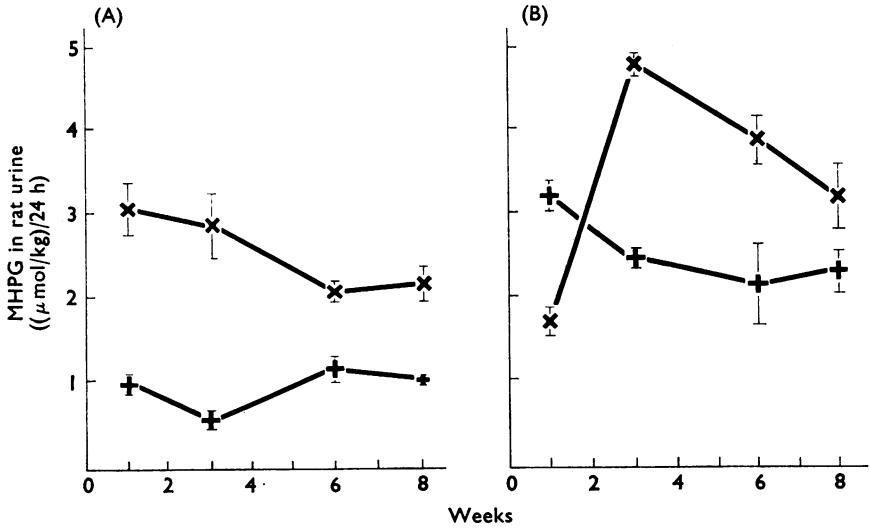 (A)
(B)
MHPG in rat urine
((μmol/kg)/24 h)
5
4
3
2
1
0 2 4 6 8
0 2 4 6 8
Weeks